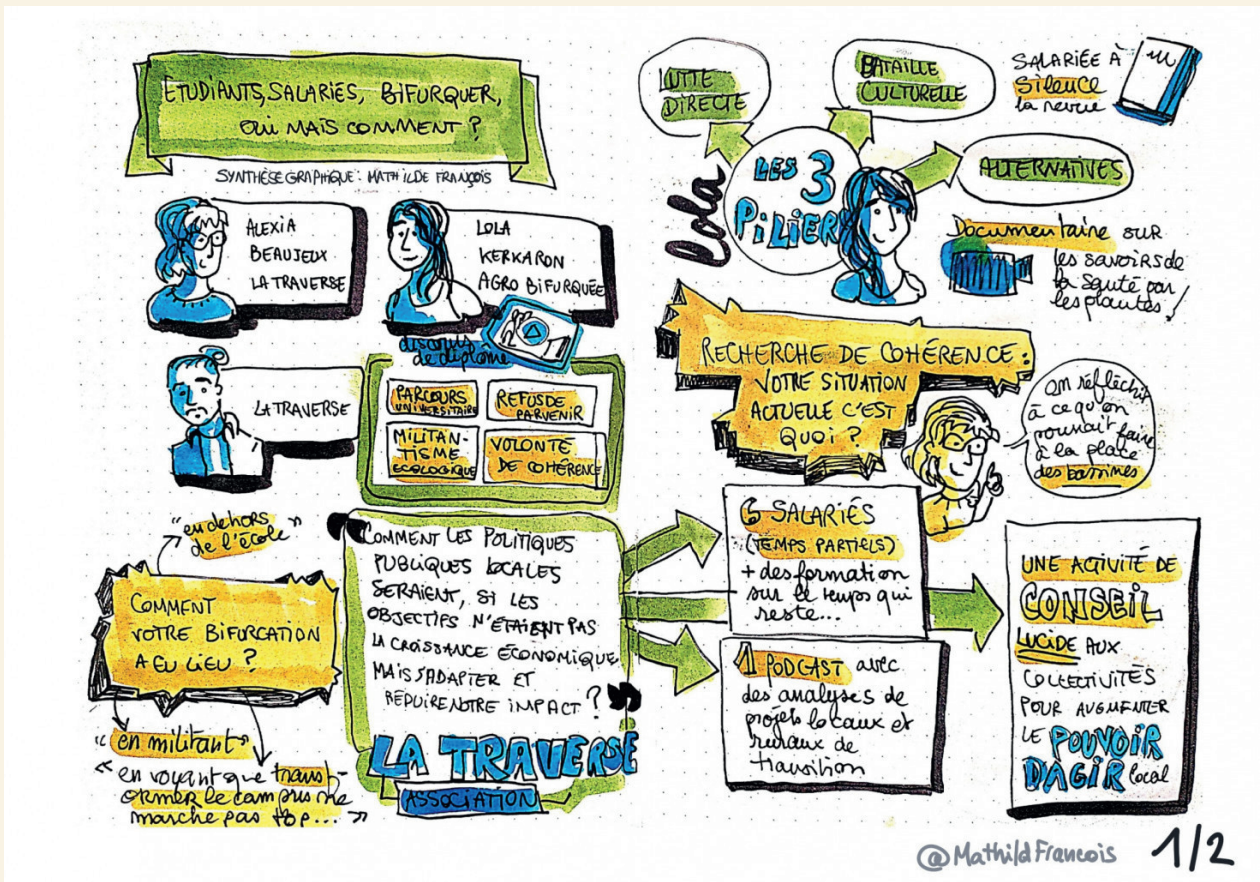 ETUDIANTS, SALARIÉS, BIFURQUER,
OUI MAIS COMMENT ?
SYNTHÈSE GRAPHIQUE : MATHILDE FRANÇOIS
ALEXIA
BEAUJEUX
LA TRAVERSE
LOLA
KERKARON
AGRO BIFURQUÉE
discours
de diplôme
LA TRAVERSE
PARCOURS
UNIVERSITAIRE
REFUS DE
PARVENIR
MILITAN-
TISME
ECOLOGIQUE
VOLONTÉ
DE COHÉRENCE
"en dehors
de l'école"
COMMENT
VOTRE BIFURCATION
A EU LIEU ?
"en militant"
"en voyant que transf-
ormer le campus ne
marche pas top... "
"COMMENT LES POLITIQUES
PUBLIQUES LOCALES
SERAIENT, SI LES
OBJECTIFS N'ÉTAIENT PAS
LA CROISSANCE ÉCONOMIQUE
MAIS S'ADAPTER ET
REDUIRE NOTRE IMPACT ? "
LA TRAVERSE
ASSOCIATION
LUTTE
DIRECTE
BATAILLE
CULTURELLE
ALTERNATIVES
Lola
LES 3
PILIER
SALARIÉE À
Silence
la revue
Documentaire SUR
les savoirs de
la Santé par
les plantes !
RECHERCHE DE COHÉRENCE :
VOTRE SITUATION
ACTUELLE C'EST
QUOI ?
on réfléchit
à ce qu'on
pourrait faire
à la place
des bassines
6 SALARIÉS
(TEMPS PARTIELS)
+ des formation
sur le temps qui
reste...
1 PODCAST avec
des analyses de
projets locaux et
ruraux de
transition
UNE ACTIVITÉ DE
CONSEIL
LUCIDE AUX
COLLECTIVITÉS
POUR AUGMENTER
LE POUVOIR
D'AGIR local
@MathildFrancois 1/2